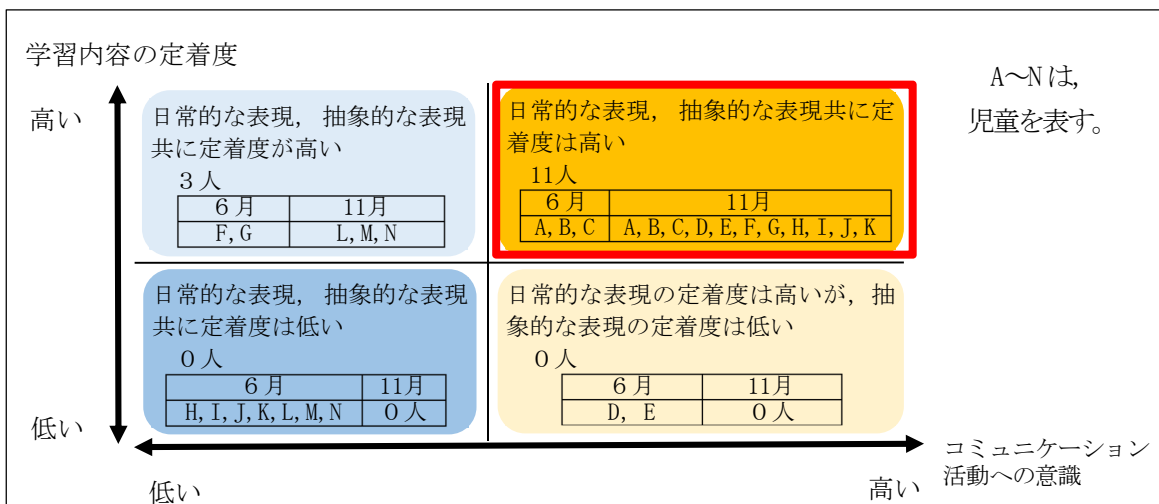 学習内容の定着度
高い
日常的な表現，抽象的な表現
共に定着度が高い
３人
６月 11月
F,G L,M,N
日常的な表現，抽象的な表現共に定
着度は高い
11人
６月 11月
A,B,C A,B,C,D,E,F,G,H,I,J,K
A～Nは，
児童を表す。
日常的な表現，抽象的な表現
共に定着度は低い
０人
６月 11月
H,I,J,K,L,M,N ０人
日常的な表現の定着度は高いが，抽
象的な表現の定着度は低い
０人
６月 11月
D, E ０人
低い
低い
高い
コミュニケーション
活動への意識